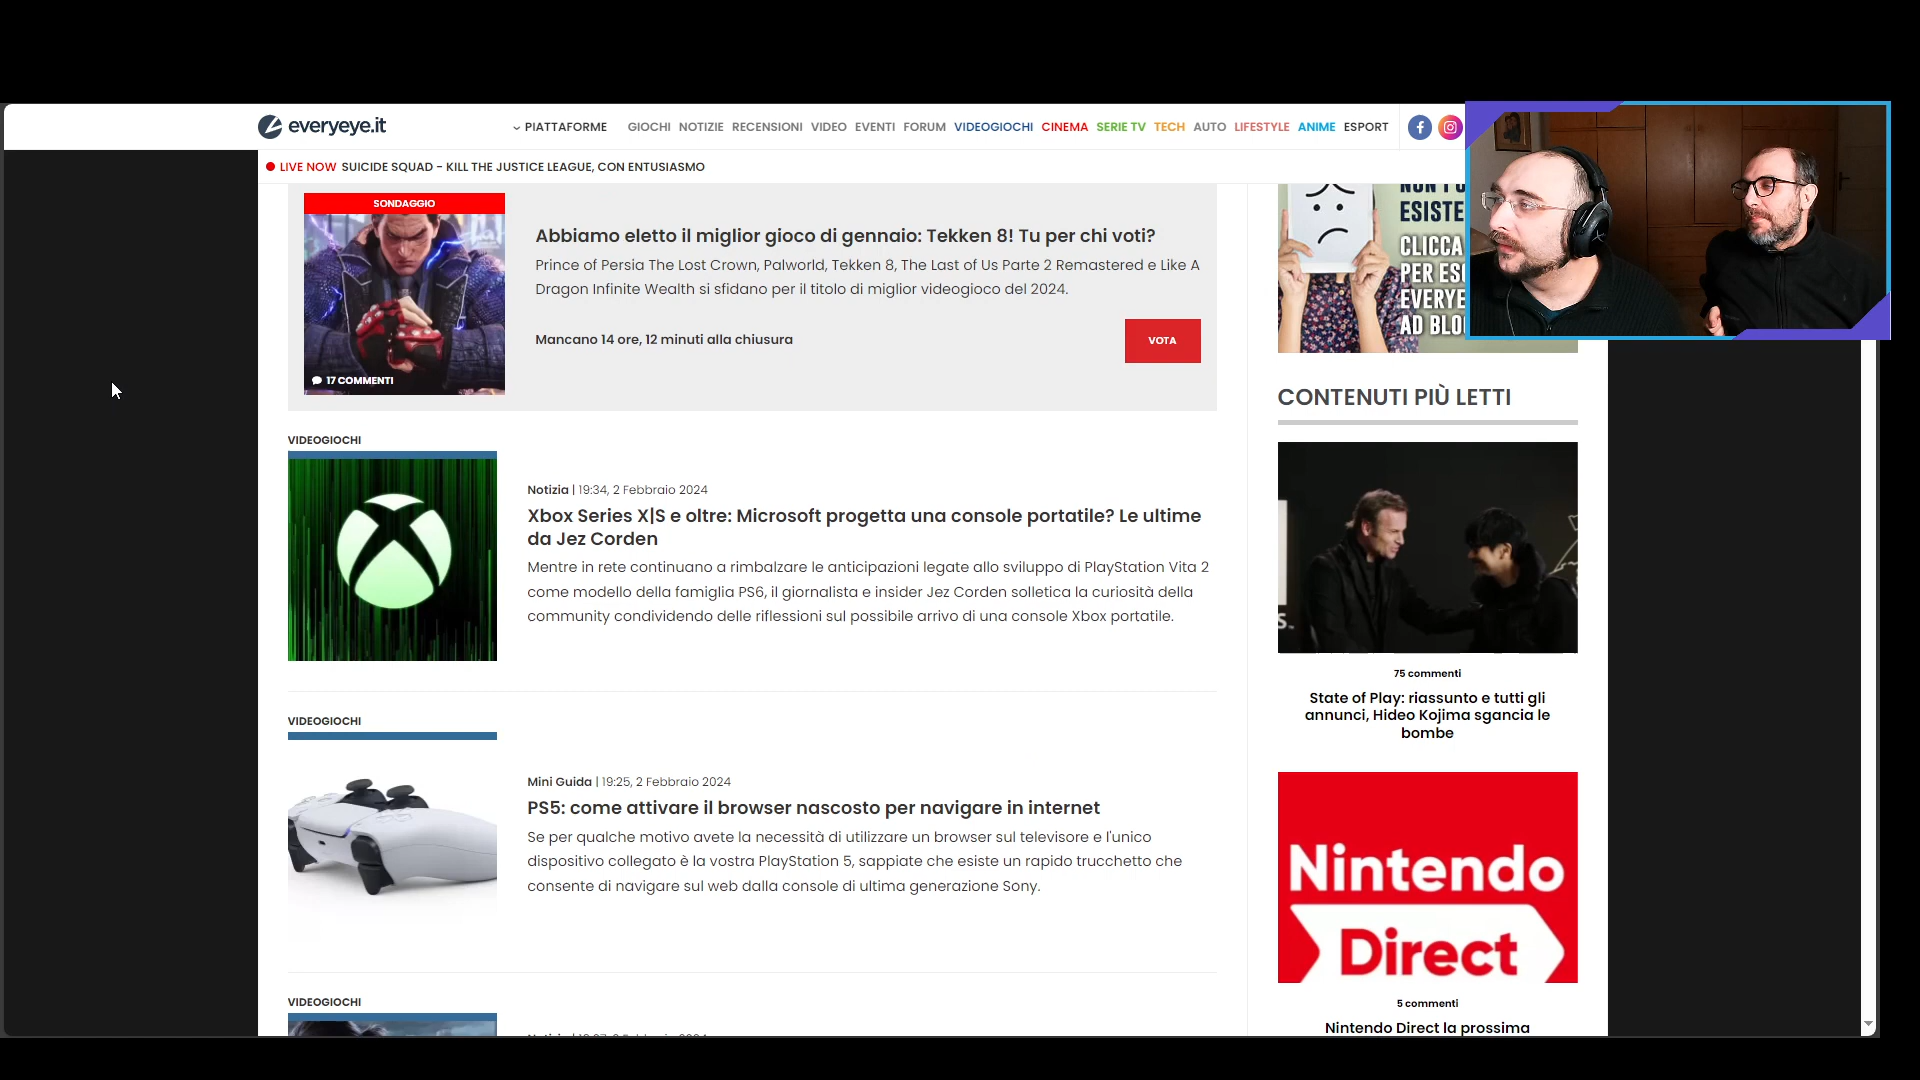 everyeye.it
PIATTAFORME GIOCHI NOTIZIE RECENSIONI VIDEO EVENTI FORUM VIDEOGIOCHI CINEMA SERIE TV TECH AUTO LIFESTYLE ANIME ESPORT
LIVE NOW SUICIDE SQUAD - KILL THE JUSTICE LEAGUE, CON ENTUSIASMO
SONDAGGIO
17 COMMENTI
Abbiamo eletto il miglior gioco di gennaio: Tekken 8! Tu per chi voti?
Prince of Persia The Lost Crown, Palworld, Tekken 8, The Last of Us Parte 2 Remastered e Like A
Dragon Infinite Wealth si sfidano per il titolo di miglior videogioco del 2024.
Mancano 14 ore, 12 minuti alla chiusura
VOTA
VIDEOGIOCHI
Notizia | 19:34, 2 Febbraio 2024
Xbox Series X|S e oltre: Microsoft progetta una console portatile? Le ultime
da Jez Corden
Mentre in rete continuano a rimbalzare le anticipazioni legate allo sviluppo di PlayStation Vita 2
come modello della famiglia PS6, il giornalista e insider Jez Corden solletica la curiosità della
community condividendo delle riflessioni sul possibile arrivo di una console Xbox portatile.
VIDEOGIOCHI
Mini Guida | 19:25, 2 Febbraio 2024
PS5: come attivare il browser nascosto per navigare in internet
Se per qualche motivo avete la necessità di utilizzare un browser sul televisore e l'unico
dispositivo collegato è la vostra PlayStation 5, sappiate che esiste un rapido trucchetto che
consente di navigare sul web dalla console di ultima generazione Sony.
VIDEOGIOCHI
ESISTE
CLICCA
PER
EVERYE
AD BLO
CONTENUTI PIÙ LETTI
75 commenti
State of Play: riassunto e tutti gli
annunci, Hideo Kojima sgancia le
bombe
Nintendo
Direct
5 commenti
Nintendo Direct la prossima